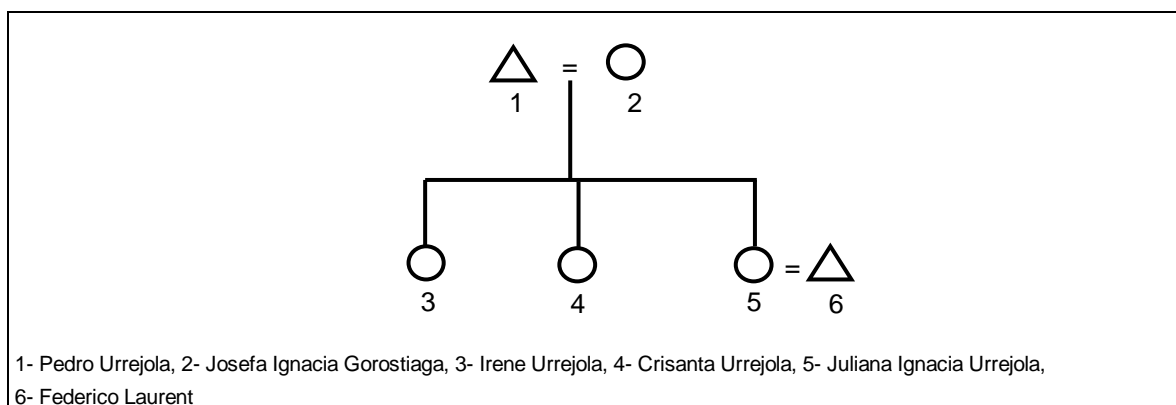 =
1 2
=
3 4 5 6
1- Pedro Urrejola, 2- Josefa Ignacia Gorostiaga, 3- Irene Urrejola, 4- Crisanta Urrejola, 5- Juliana Ignacia Urrejola,
6- Federico Laurent